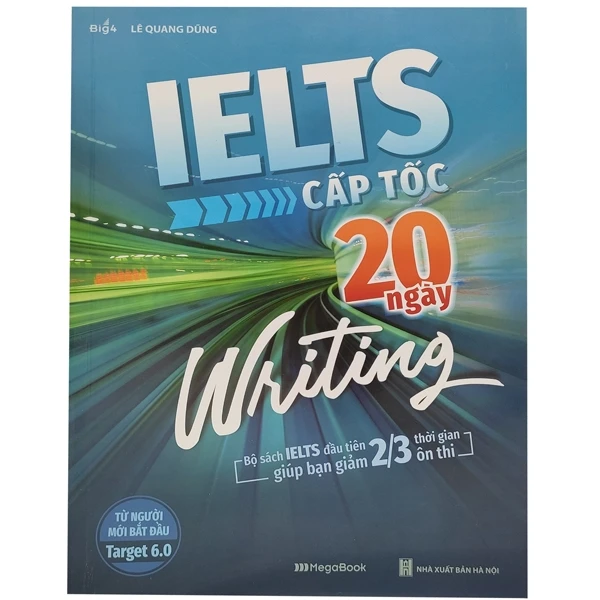 Big4 LÊ QUANG DŨNG
IELTS
CẤP TỐC
20
ngày
Writing
Bộ sách IELTS đầu tiên
giúp bạn giảm 2/3 thời gian
ôn thi
TỪ NGƯỜI
MỚI BẮT ĐẦU
Target 6.0
MegaBook
NHÀ XUẤT BẢN HÀ NỘI